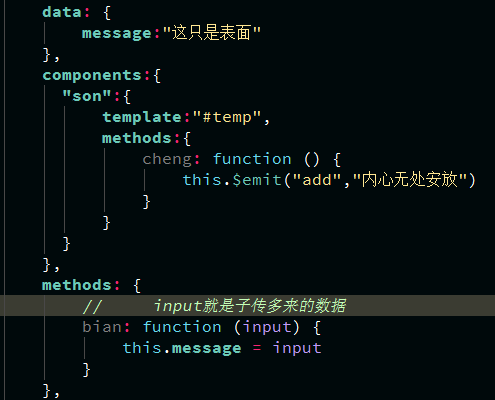 data: {
message:"这只是表面"
},
components:{
"son":{
template:"#temp",
methods:{
cheng: function () {
this.$emit("add","内心无处安放")
}
}
}
},
methods: {
// input就是子传多来的数据
bian: function (input) {
this.message = input
}
},